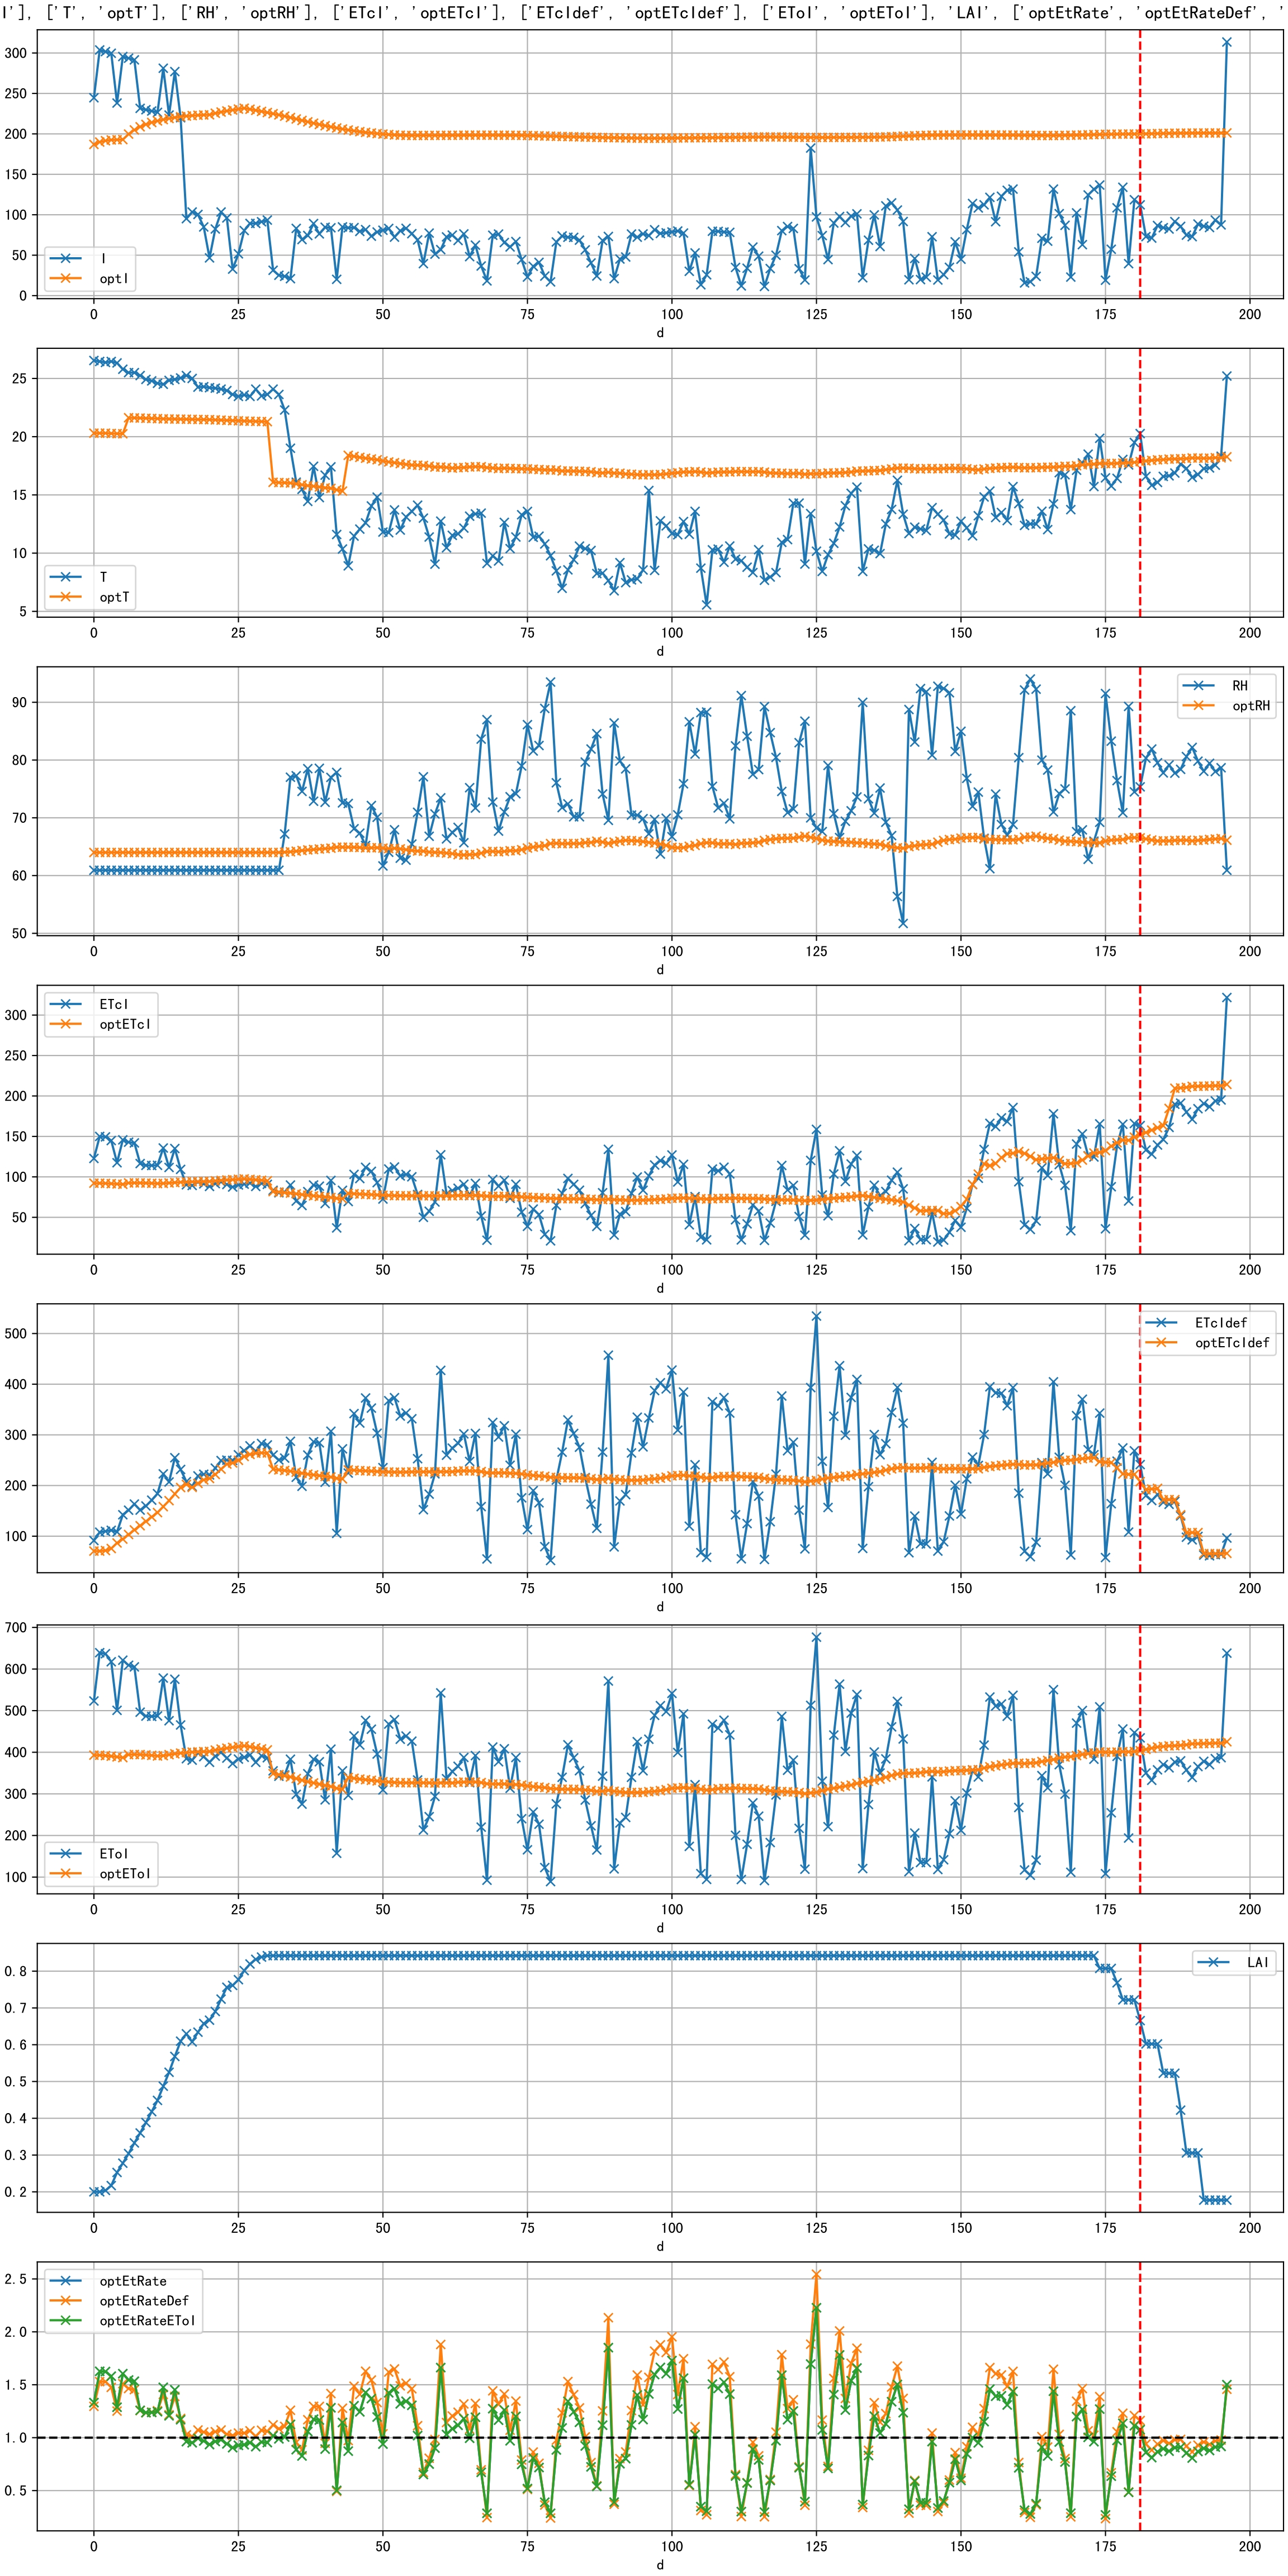 I'], ['T', 'optT'], ['RH', 'optRH'], ['ETcI', 'optETcI'], ['ETcIdef', 'optETcIdef'], ['EToI', 'optEToI'], 'LAI', ['optEtRate', 'optEtRateDef', '
300
250
200
150
100
50
0
I
optI
0 25 50 75 100 125 150 175 200
d
25
20
15
10
5
T
optT
0 25 50 75 100 125 150 175 200
d
90
80
70
60
50
RH
optRH
0 25 50 75 100 125 150 175 200
d
300
250
200
150
100
50
ETcI
optETcI
0 25 50 75 100 125 150 175 200
d
500
400
300
200
100
ETcIdef
optETcIdef
0 25 50 75 100 125 150 175 200
d
700
600
500
400
300
200
100
EToI
optEToI
0 25 50 75 100 125 150 175 200
d
0.8
0.7
0.6
0.5
0.4
0.3
0.2
LAI
0 25 50 75 100 125 150 175 200
d
2.5
2.0
1.5
1.0
0.5
optEtRate
optEtRateDef
optEtRateEToI
0 25 50 75 100 125 150 175 200
d